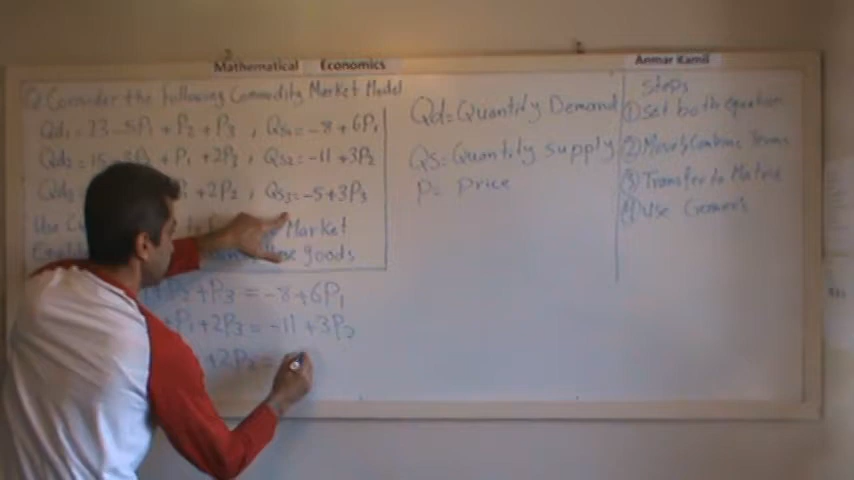 Mathematical Economics
Anmar Kamil
Q Consider the following Commodity Market Model
Qd1 = 23 - 5P1 + P2 + P3 , Qs1 = -8 + 6P1
Qd2 = 15 - 3P2 + P1 + 2P3 , Qs2 = -11 + 3P2
+ 2P2 , Qs3 = -5 + 3P3
Use Market
goods
+ P2 + P3 = -8 + 6P1
+ P1 + 2P3 = -11 + 3P2
+ 2P2 =
Qd = Quantity Demand
Qs = Quantity supply
P = Price
Steps
① Set both equation
② Move & Combine Terms
③ Transfer to Matrix
④ Use Cramer's